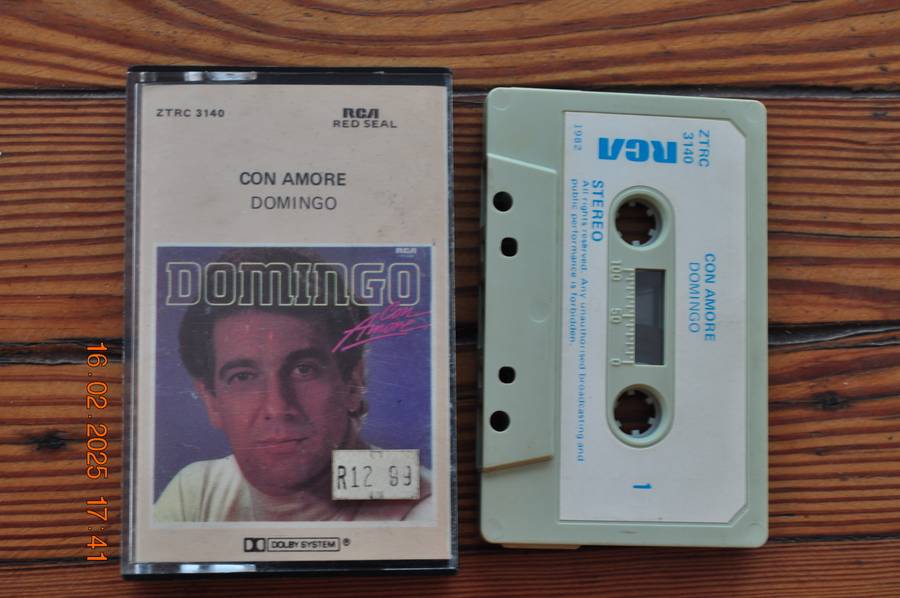 ZTRC 3140
RCA
RED SEAL
CON AMORE
DOMINGO
RCA
DOMINGO
Con
Amore
R12 99
DOLBY SYSTEM ®
ZTRC
3140
RCA
1982
CON AMORE
DOMINGO
STEREO
All rights reserved. Any unauthorised broadcasting and
public performance is forbidden.
100 50 0
1
16.02.2025 17:41